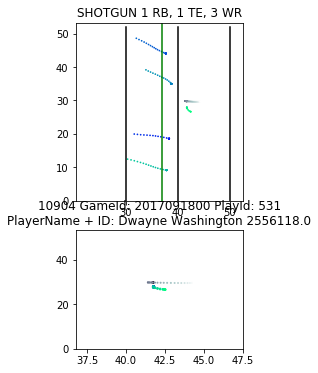 SHOTGUN 1 RB, 1 TE, 3 WR
50
40
30
20
10
0
30 40 50
10904 GameId: 2017091800 PlayId: 531
PlayerName + ID: Dwayne Washington 2556118.0
40
20
0
37.5 40.0 42.5 45.0 47.5